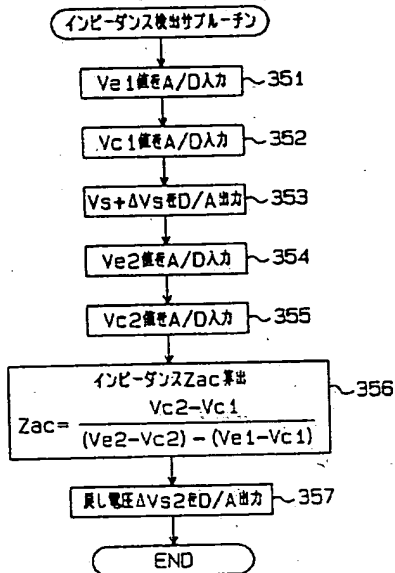 インピーダンス検出サブルーチン
Ve1値をA/D入力 351
Vc1値をA/D入力 352
Vs+ΔVsをD/A出力 353
Ve2値をA/D入力 354
Vc2値をA/D入力 355
インピーダンスZac算出 356
Zac= Vc2-Vc1 / (Ve2-Vc2)-(Ve1-Vc1)
戻し電圧ΔVs2をD/A出力 357
END